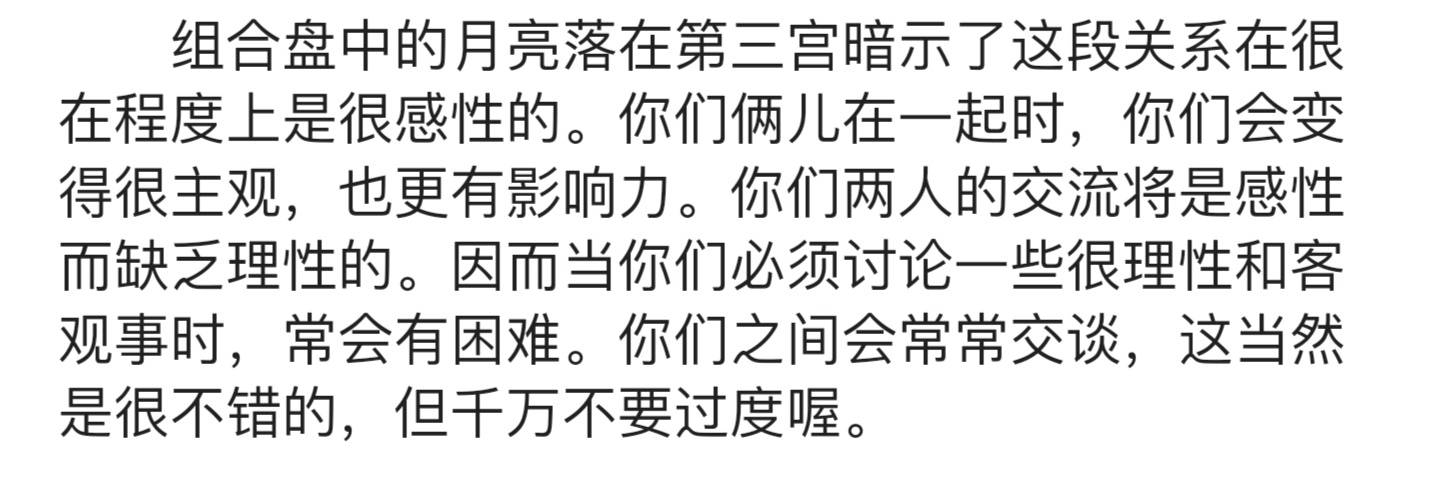 组合盘中的月亮落在第三宫暗示了这段关系在很
在程度上是很感性的。你们俩儿在一起时，你们会变
得很主观，也更有影响力。你们两人的交流将是感性
而缺乏理性的。因而当你们必须讨论一些很理性和客
观事时，常会有困难。你们之间会常常交谈，这当然
是很不错的，但千万不要过度喔。